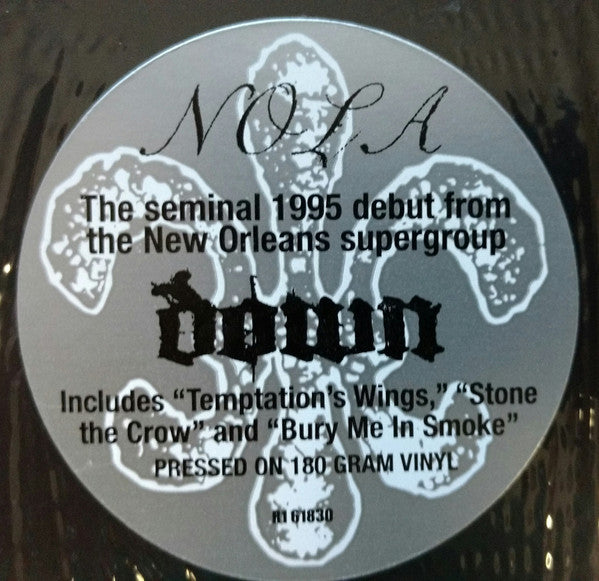 NOLA
The seminal 1995 debut from
the New Orleans supergroup
down
Includes “Temptation's Wings,” “Stone
the Crow” and “Bury Me In Smoke”
PRESSED ON 180 GRAM VINYL
R1 61830